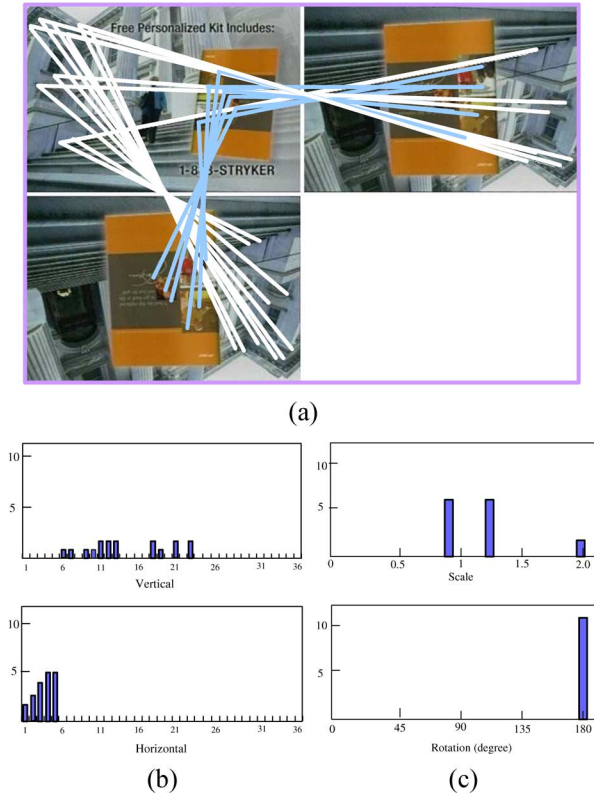 Free Personalized Kit Includes:
1-8 3-STRYKER
(a)
10
5
1 6 11 16 21 26 31 36
Vertical
10
5
0 0.5 1 1.5 2.0
Scale
10
5
1 6 11 16 21 26 31 36
Horizontal
10
5
0 45 90 135 180
Rotation (degree)
(b) (c)